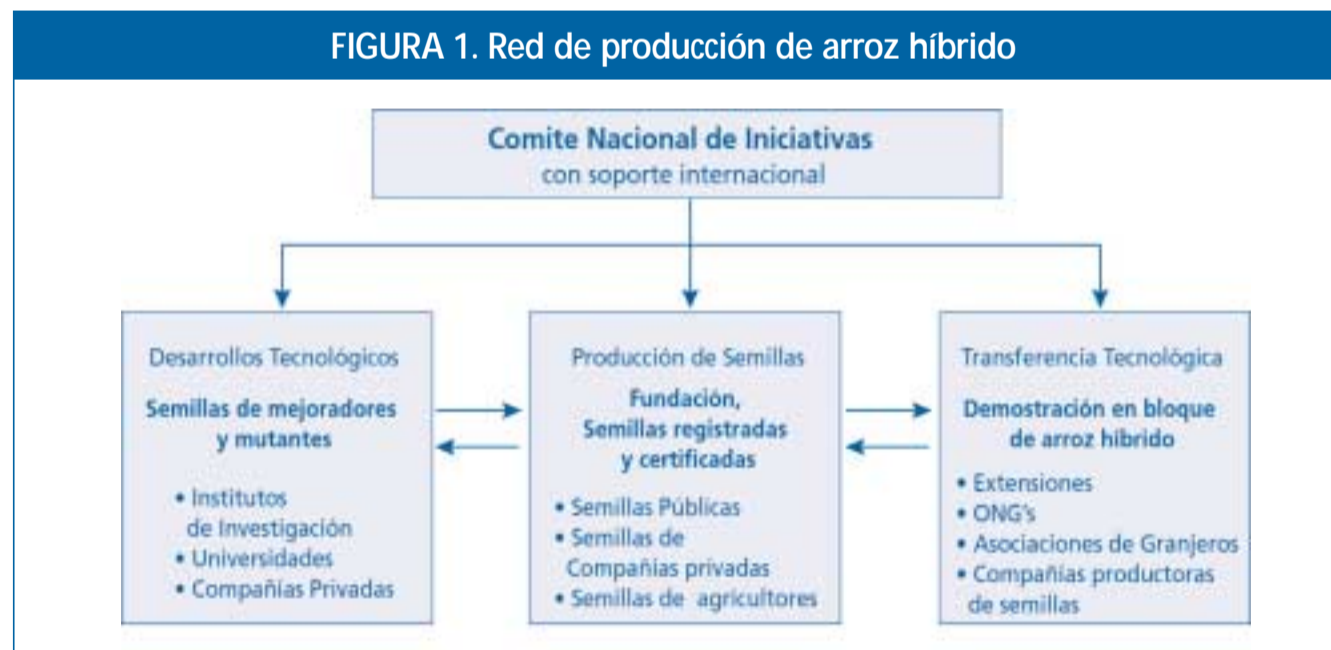 FIGURA 1. Red de producción de arroz híbrido
Comite Nacional de Iniciativas
con soporte internacional
Desarrollos Tecnológicos
Semillas de mejoradores
y mutantes
• Institutos
de Investigación
• Universidades
• Compañías Privadas
Producción de Semillas
Fundación,
Semillas registradas
y certificadas
• Semillas Públicas
• Semillas de
Compañias privadas
• Semillas de agricultores
Transferencia Tecnológica
Demostración en bloque
de arroz híbrido
• Extensiones
• ONG's
• Asociaciones de Granjeros
• Compañías productoras
de semillas